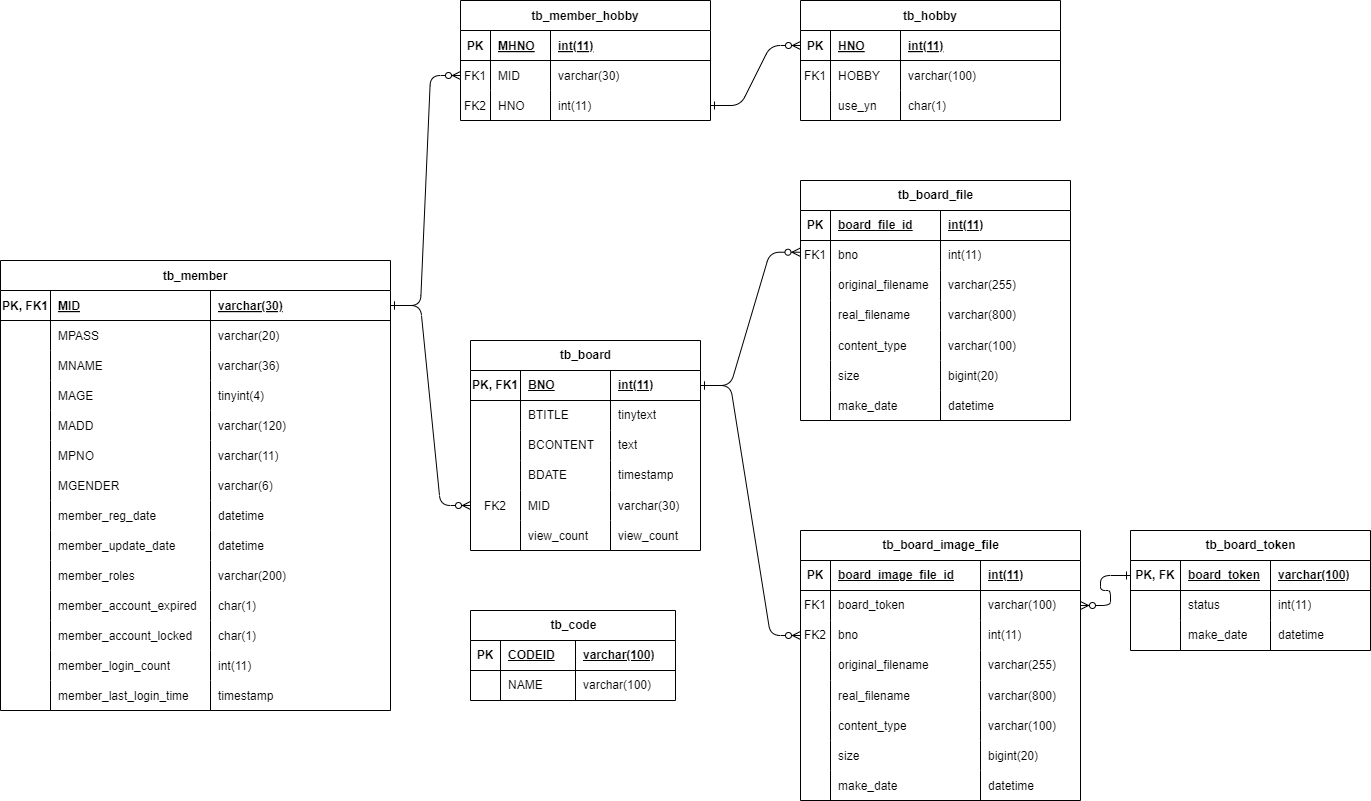 tb_member_hobby
PK MHNO int(11)
FK1 MID varchar(30)
FK2 HNO int(11)
tb_hobby
PK HNO int(11)
FK1 HOBBY varchar(100)
use_yn char(1)
tb_board_file
PK board_file_id int(11)
FK1 bno int(11)
original_filename varchar(255)
real_filename varchar(800)
content_type varchar(100)
size bigint(20)
make_date datetime
tb_member
PK, FK1 MID varchar(30)
MPASS varchar(20)
MNAME varchar(36)
MAGE tinyint(4)
MADD varchar(120)
MPNO varchar(11)
MGENDER varchar(6)
member_reg_date datetime
member_update_date datetime
member_roles varchar(200)
member_account_expired char(1)
member_account_locked char(1)
member_login_count int(11)
member_last_login_time timestamp
tb_board
PK, FK1 BNO int(11)
BTITLE tinytext
BCONTENT text
BDATE timestamp
FK2 MID varchar(30)
view_count view_count
tb_code
PK CODEID varchar(100)
NAME varchar(100)
tb_board_image_file
PK board_image_file_id int(11)
FK1 board_token varchar(100)
FK2 bno int(11)
original_filename varchar(255)
real_filename varchar(800)
content_type varchar(100)
size bigint(20)
make_date datetime
tb_board_token
PK, FK board_token varchar(100)
status int(11)
make_date datetime